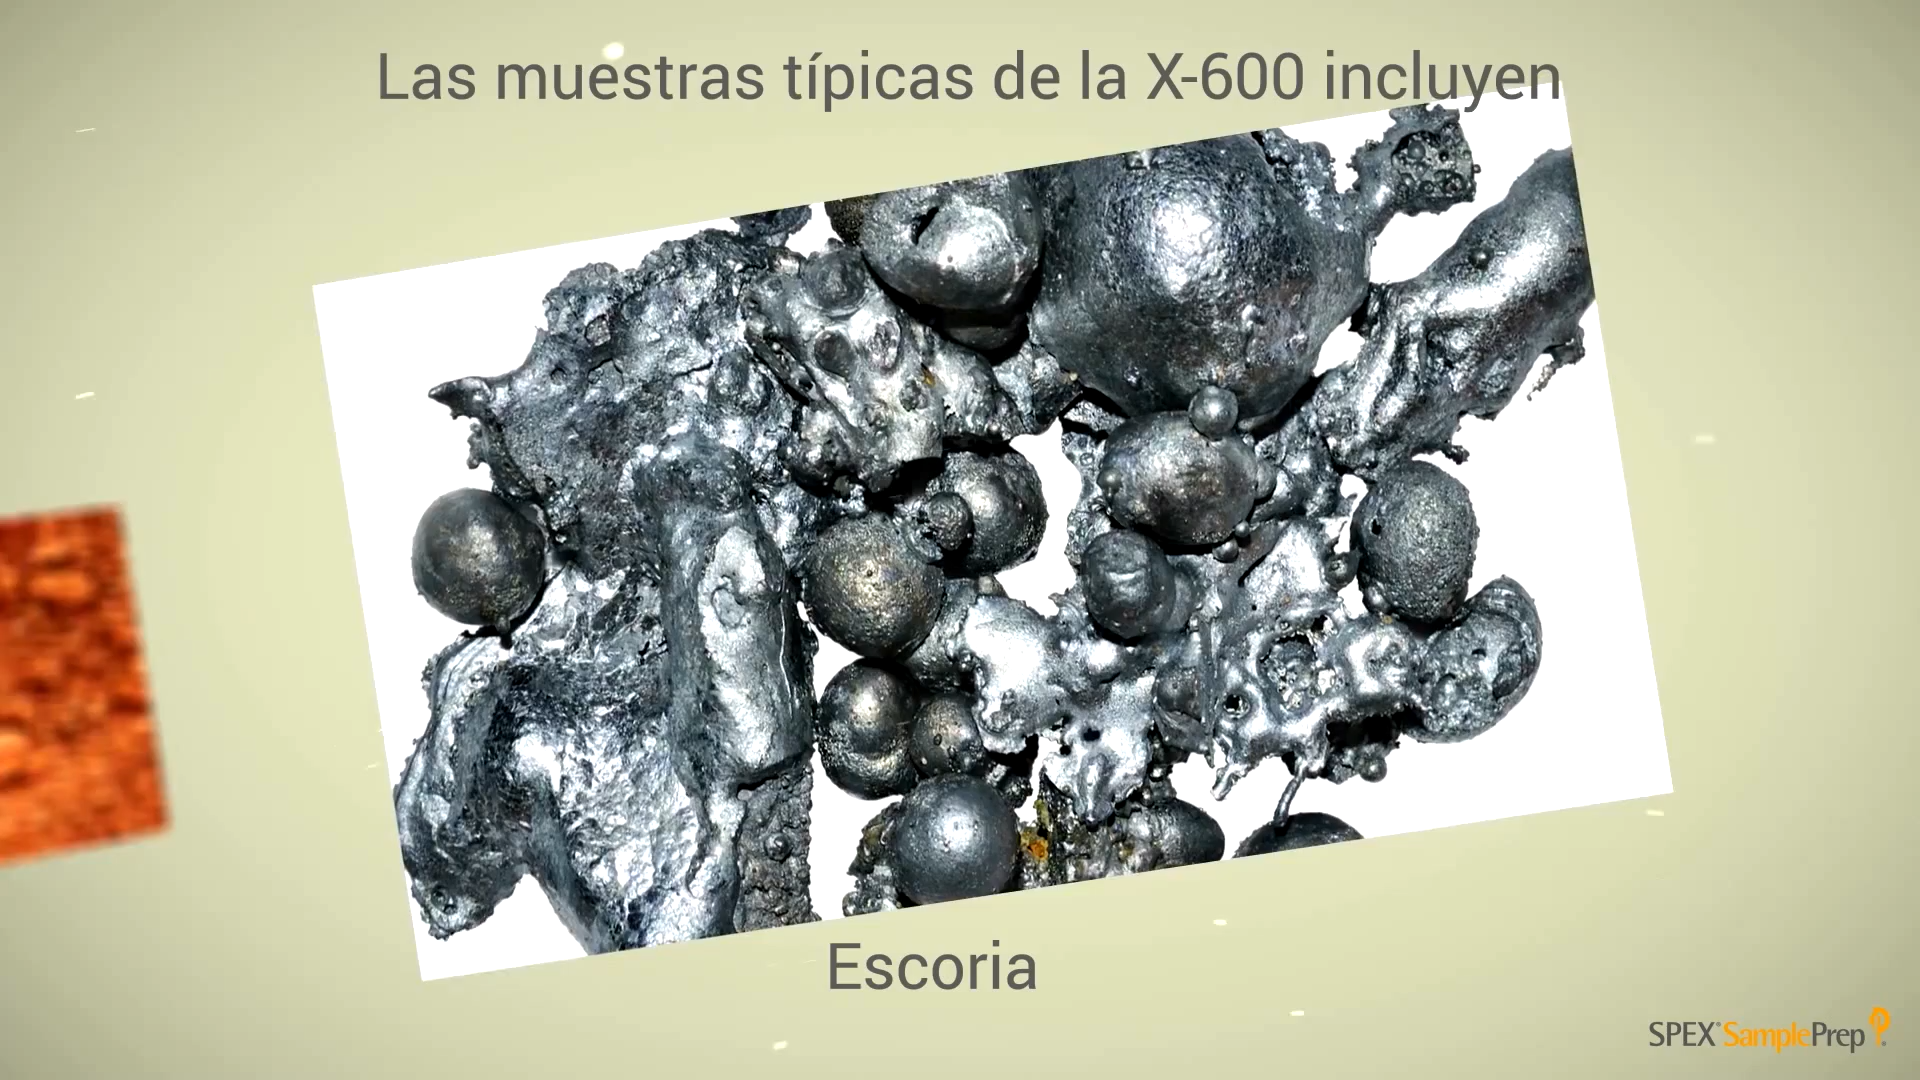 Las muestras típicas de la X-600 incluyen
Escoria
SPEX® SamplePrep